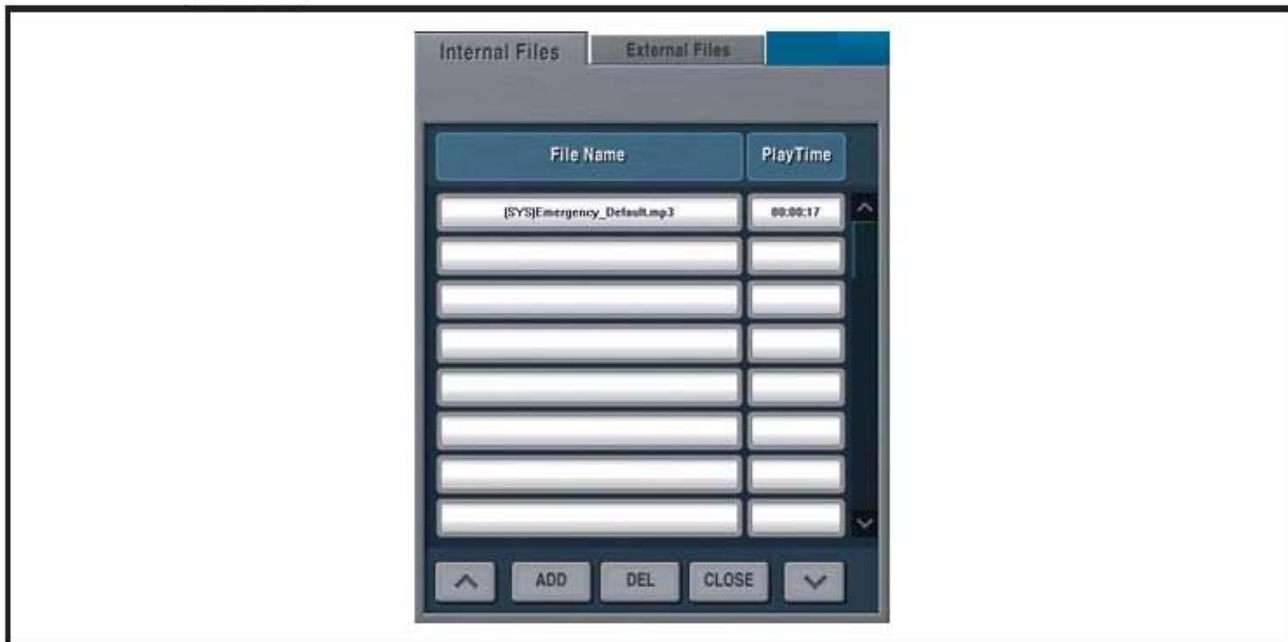 Internal Files External Files
File Name PlayTime
[SYS]Emergency_Default.mp3 00:00:17
ADD DEL CLOSE